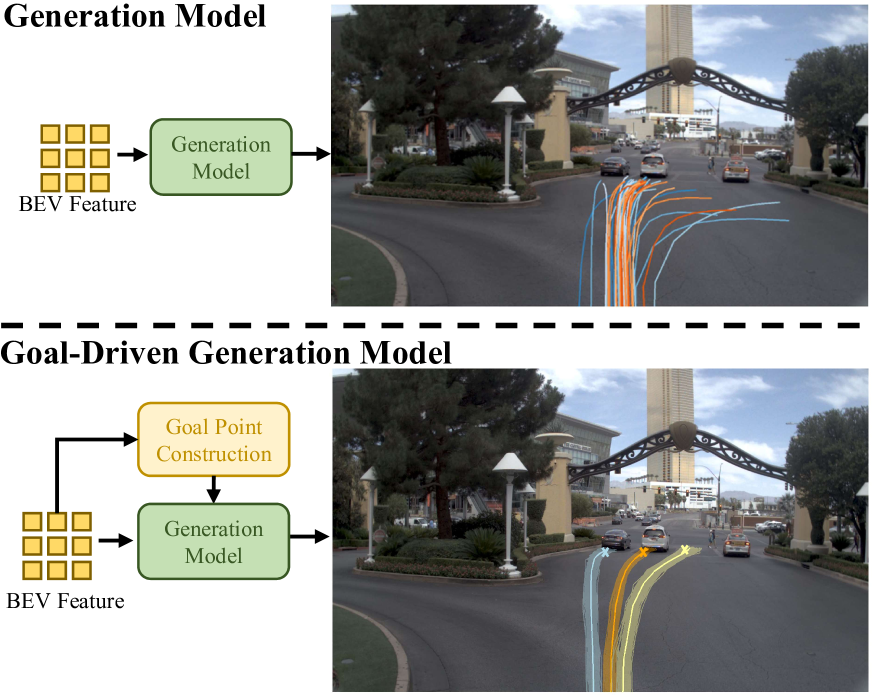 Generation Model
Generation
Model
BEV Feature
Goal-Driven Generation Model
Goal Point
Construction
Generation
Model
BEV Feature